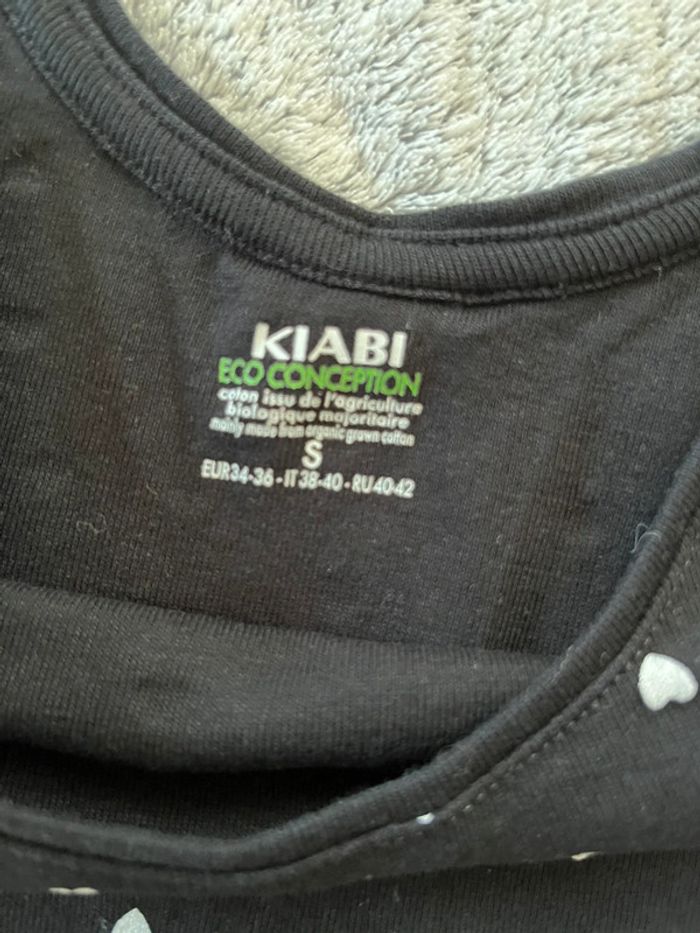 KIABI
ECO CONCEPTION
coton issu de l'agriculture
biologique majoritaire
mainly made from organic grown cotton
S
EUR34-36 - IT38-40 - RU40-42